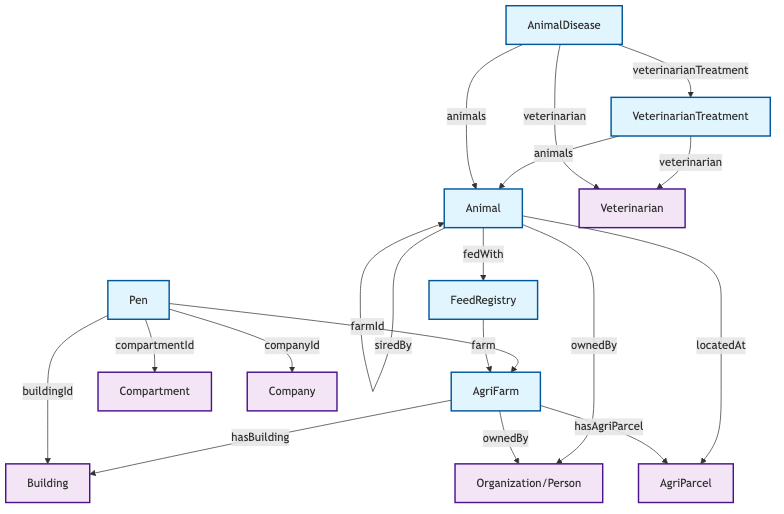 AnimalDisease
veterinarianTreatment
animals
veterinarian
VeterinarianTreatment
animals
veterinarian
Animal
Veterinarian
fedWith
Pen
FeedRegistry
farmId
siredBy
farm
ownedBy
locatedAt
compartmentId
companyId
buildingId
Compartment
Company
AgriFarm
hasBuilding
ownedBy
hasAgriParcel
Building
Organization/Person
AgriParcel